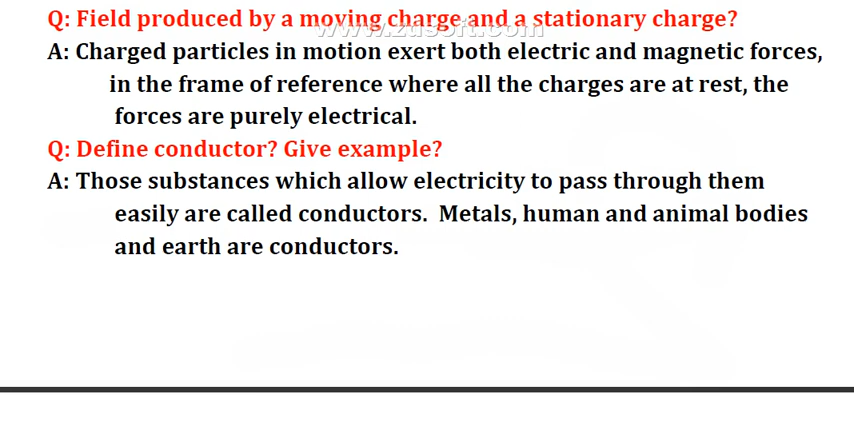 Q: Field produced by a moving charge and a stationary charge?
www.zdsoft.com
A: Charged particles in motion exert both electric and magnetic forces,
in the frame of reference where all the charges are at rest, the
forces are purely electrical.
Q: Define conductor? Give example?
A: Those substances which allow electricity to pass through them
easily are called conductors. Metals, human and animal bodies
and earth are conductors.